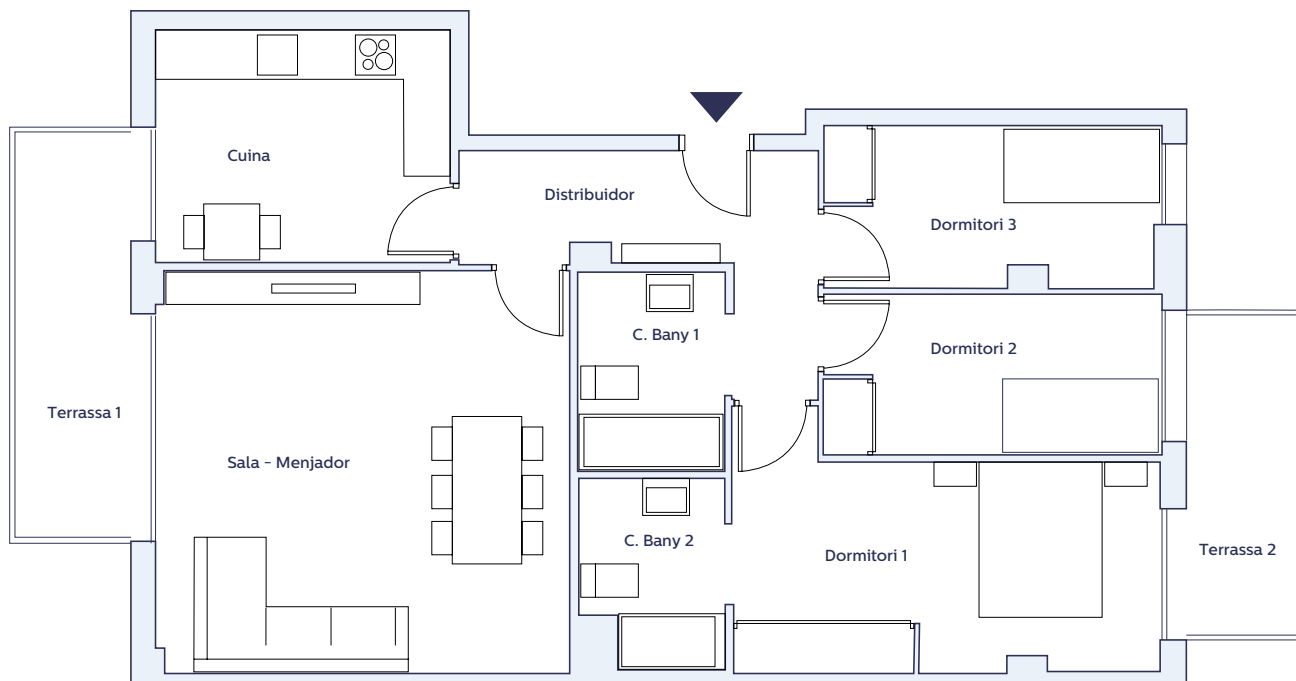 Cuina
Distribuidor
Dormitori 3
C. Bany 1
Dormitori 2
Terrassa 1
Sala - Menjador
C. Bany 2
Dormitori 1
Terrassa 2